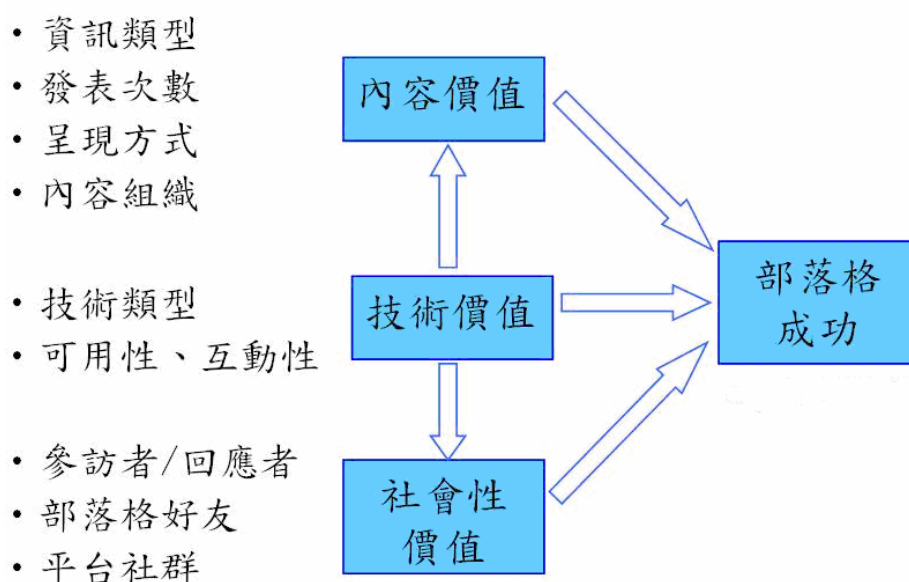 • 資訊類型
• 發表次數
• 呈現方式
• 內容組織
• 技術類型
• 可用性、互動性
• 參訪者/回應者
• 部落格好友
• 平台社群
內容價值
技術價值
社會性
價值
部落格
成功